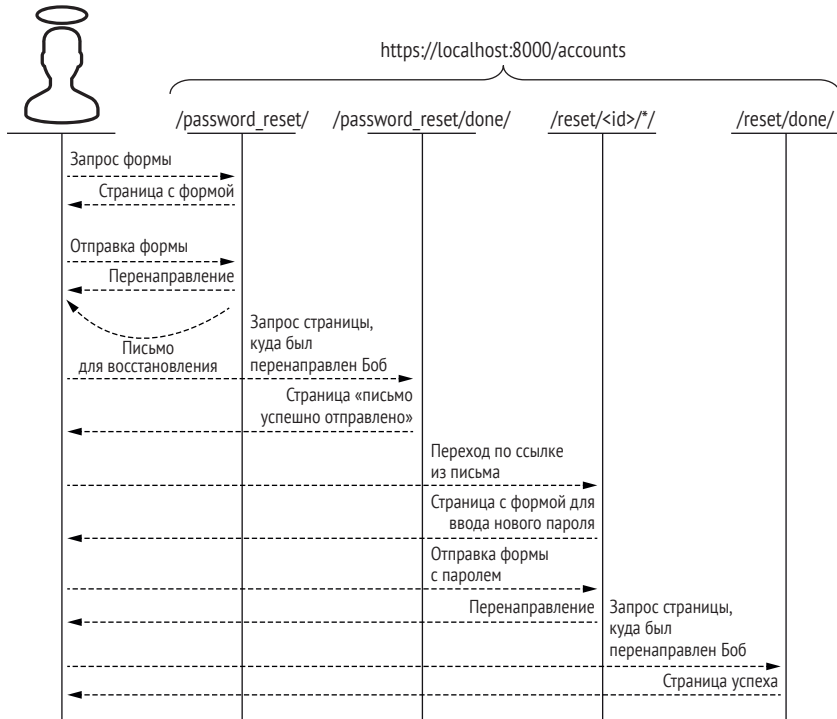 https://localhost:8000/accounts
/password_reset/
/password_reset/done/
/reset/<id>/*/
/reset/done/
Запрос формы
Страница с формой
Отправка формы
Перенаправление
Письмо
для восстановления
Запрос страницы,
куда был
перенаправлен Боб
Страница «письмо
успешно отправлено»
Переход по ссылке
из письма
Страница с формой для
ввода нового пароля
Отправка формы
с паролем
Перенаправление
Запрос страницы,
куда был
перенаправлен Боб
Страница успеха